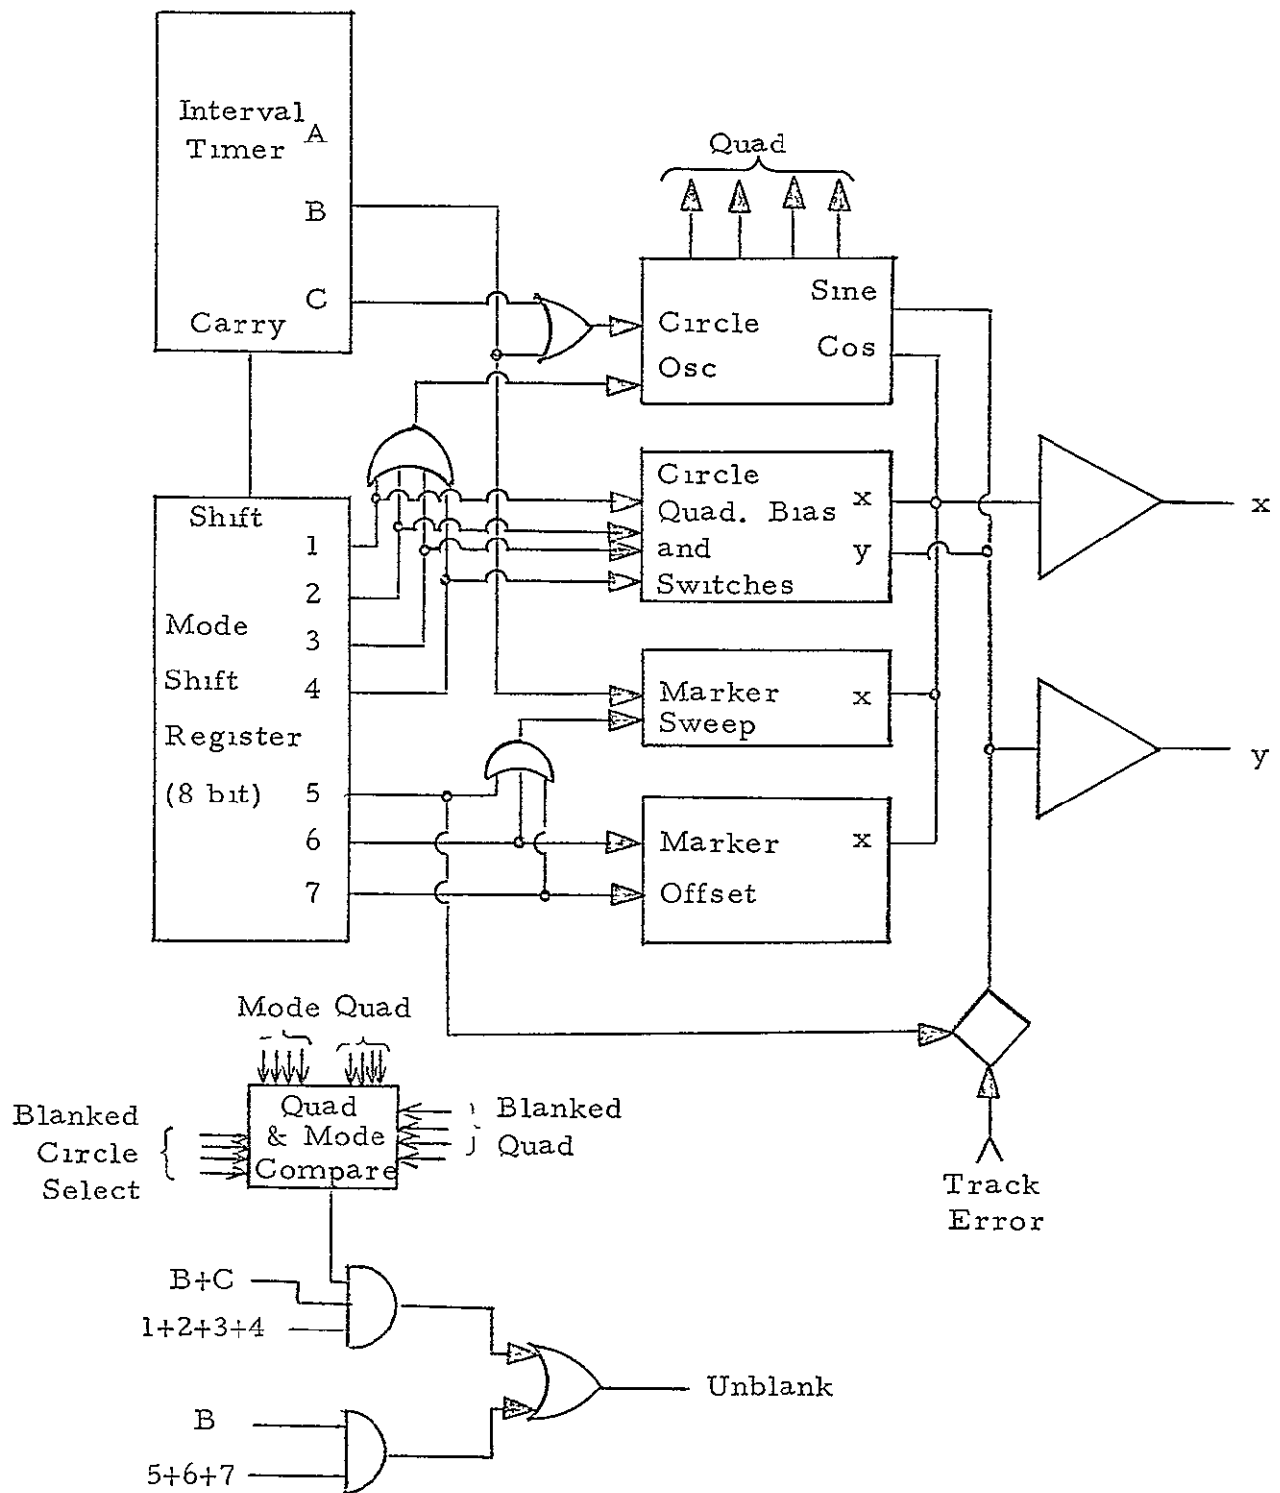 Interval
Timer
A
B
C
Carry
Quad
Sine
Circle
Cos
Osc
Shift
1
2
Mode
3
Shift
4
Register
(8 bit)
5
6
7
Circle
x
Quad. Bias
and
y
Switches
Marker
x
Sweep
Marker
x
Offset
x
y
Track
Error
Mode Quad
Blanked
Circle
Select
Quad
& Mode
Compare
Blanked
Quad
B+C
1+2+3+4
B
5+6+7
Unblank